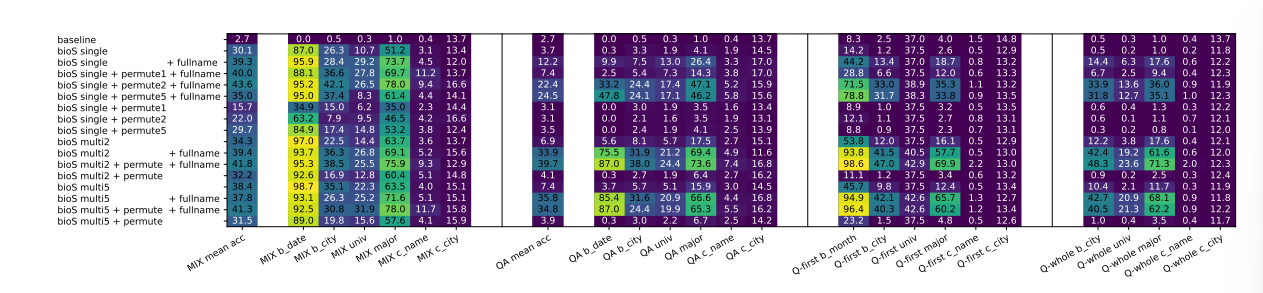 baseline 2.7 0.0 0.5 0.3 1.0 0.4 13.7 2.7 0.0 0.5 0.3 1.0 0.4 13.7 8.3 2.5 37.0 4.0 1.5 14.8 0.5 0.3 1.0 0.4 13.7
bioS single 30.1 87.0 26.3 10.7 51.2 3.1 13.4 3.7 0.3 3.3 1.9 4.1 1.9 14.5 14.2 1.2 37.5 2.6 0.5 12.9 0.5 0.2 1.0 0.2 11.8
bioS single + fullname 39.3 95.9 28.4 29.2 73.7 4.5 12.0 12.2 9.9 7.5 13.0 26.4 3.3 17.0 44.2 13.4 37.0 18.7 0.8 13.2 14.4 6.3 17.6 0.6 12.2
bioS single + permute1 + fullname 40.0 88.1 36.6 27.8 69.7 11.2 13.7 7.4 2.5 5.4 7.3 14.3 3.8 17.0 28.8 6.6 37.5 12.0 0.6 13.3 6.7 2.5 9.4 0.4 12.3
bioS single + permute2 + fullname 43.6 95.2 42.1 26.5 78.0 9.4 16.6 22.4 33.2 24.4 17.4 47.1 5.2 15.9 71.5 33.0 38.9 35.3 1.1 13.2 33.9 13.6 36.0 0.9 11.9
bioS single + permute5 + fullname 35.0 95.0 37.4 8.3 61.4 4.4 14.1 24.5 47.8 24.1 17.1 46.2 5.8 15.6 78.8 31.7 38.3 33.8 0.9 13.5 31.8 12.7 35.1 1.0 12.3
bioS single + permute1 15.7 34.9 15.0 6.2 35.0 2.3 14.4 3.1 0.0 3.0 1.9 3.5 1.6 13.4 8.9 1.0 37.5 3.2 0.5 13.5 0.6 0.4 1.3 0.2 12.2
bioS single + permute2 22.0 63.2 7.9 9.5 46.5 4.2 16.6 3.1 0.0 2.1 1.6 3.5 1.9 13.1 12.1 1.1 37.7 2.7 0.8 13.1 0.3 0.3 0.9 0.2 12.1
bioS single + permute5 29.7 84.9 17.4 14.8 53.2 3.8 12.4 3.5 0.0 2.4 1.9 4.1 2.5 13.9 8.8 0.9 37.5 2.3 0.7 13.1 0.3 0.2 0.8 0.1 12.0
bioS multi2 34.3 97.0 22.5 14.4 63.7 3.6 13.7 6.9 5.6 8.1 5.7 17.5 3.2 15.1 53.8 12.0 37.5 16.1 0.9 12.5 12.2 3.8 17.6 0.4 12.1
bioS multi2 + fullname 39.4 93.7 36.3 26.8 69.1 5.2 15.6 33.9 75.5 31.9 21.2 69.4 4.9 11.6 93.8 41.5 40.5 57.7 0.5 13.0 42.4 19.2 61.6 0.6 12.0
bioS multi2 + permute + fullname 41.8 95.3 38.5 25.5 75.9 9.3 12.9 39.7 87.0 38.0 24.4 73.6 7.4 16.8 98.6 47.0 42.9 69.9 2.2 13.0 48.3 23.6 71.3 2.0 12.3
bioS multi2 + permute 32.2 92.6 16.9 12.8 60.4 5.1 14.8 4.1 0.3 2.7 1.9 6.4 2.7 16.2 11.1 1.2 37.5 3.4 0.6 13.2 0.9 0.2 2.5 0.3 12.4
bioS multi5 38.4 98.7 35.1 22.3 63.5 4.0 15.1 7.4 3.7 5.7 5.1 15.9 3.0 14.5 45.7 9.8 37.5 12.4 0.5 13.4 10.4 2.1 11.7 0.3 11.9
bioS multi5 + fullname 37.8 93.1 26.3 25.2 71.6 5.1 15.1 35.8 85.4 31.6 20.9 66.6 4.4 16.8 94.9 42.1 42.6 65.7 1.3 12.7 42.7 20.9 68.1 0.9 11.8
bioS multi5 + permute + fullname 41.3 92.5 30.8 31.9 78.0 11.7 15.8 34.8 87.0 24.4 19.9 65.3 5.5 16.2 96.4 40.3 42.6 60.2 1.2 13.4 40.5 21.3 62.2 0.9 12.2
bioS multi5 + permute 31.5 89.0 19.8 15.6 57.6 4.1 15.9 3.9 0.3 3.0 2.2 6.7 2.5 14.2 23.2 1.5 37.5 4.8 0.5 12.6 1.0 0.4 3.5 0.4 11.7
MIX mean acc MIX b_date MIX b_city MIX univ MIX major MIX c_name MIX c_city QA mean acc QA b_date QA b_city QA univ QA major QA c_name QA c_city Q-first b_month Q-first b_city Q-first univ Q-first major Q-first c_name Q-first c_city Q-whole b_city Q-whole univ Q-whole major Q-whole c_name Q-whole c_city